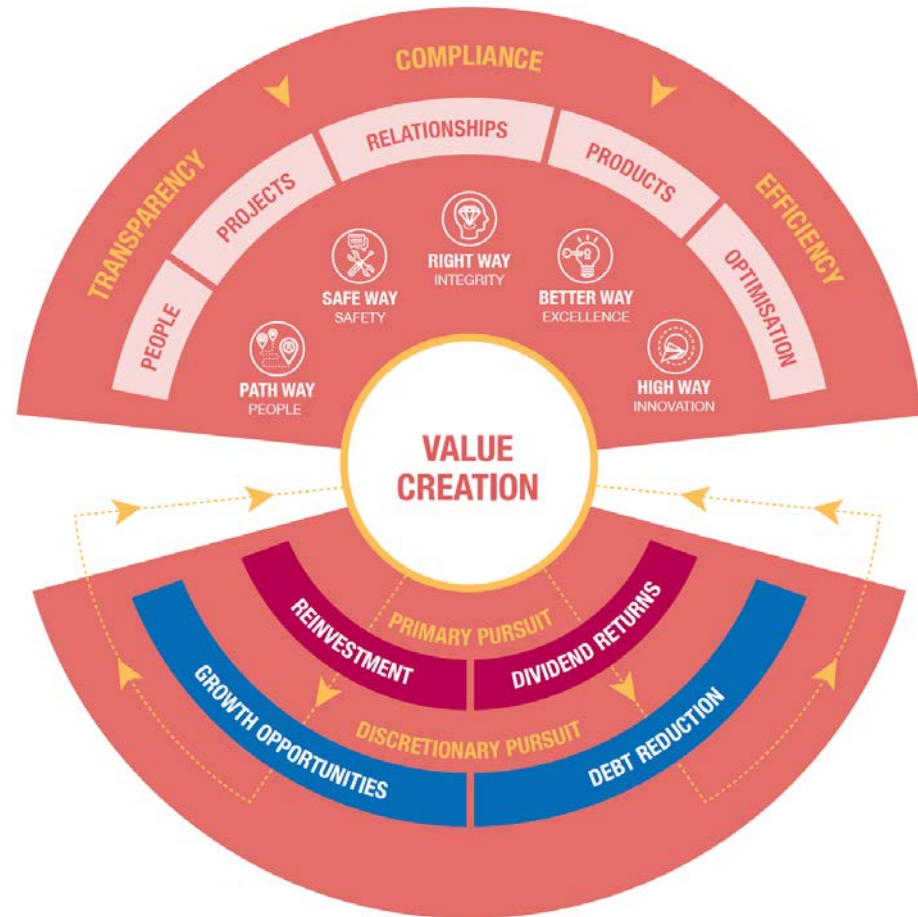 COMPLIANCE
TRANSPARENCY
EFFICIENCY
PEOPLE
PROJECTS
RELATIONSHIPS
PRODUCTS
OPTIMISATION
PATH WAY
PEOPLE
SAFE WAY
SAFETY
RIGHT WAY
INTEGRITY
BETTER WAY
EXCELLENCE
HIGH WAY
INNOVATION
VALUE
CREATION
PRIMARY PURSUIT
REINVESTMENT
DIVIDEND RETURNS
DISCRETIONARY PURSUIT
GROWTH OPPORTUNITIES
DEBT REDUCTION